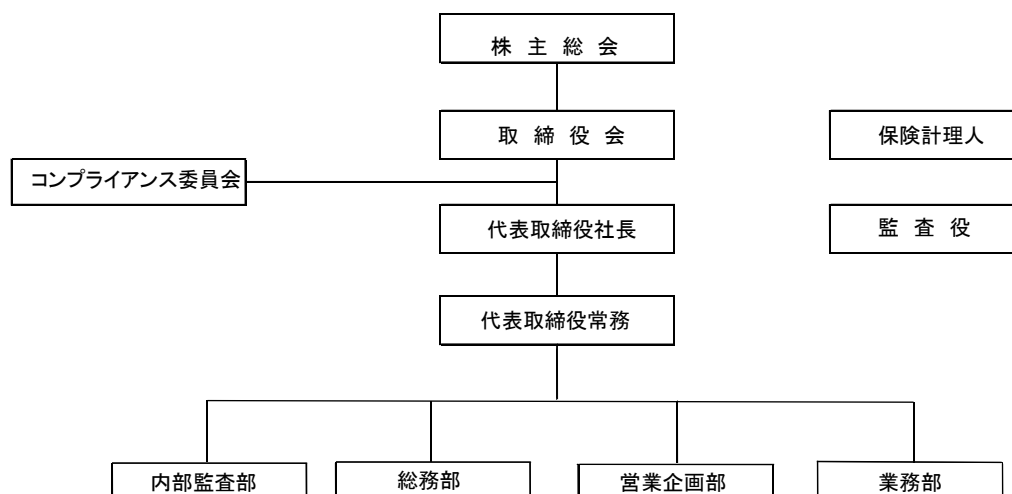 株 主 総 会
取 締 役 会
保険計理人
コンプライアンス委員会
代表取締役社長
監 査 役
代表取締役常務
内部監査部
総務部
営業企画部
業務部